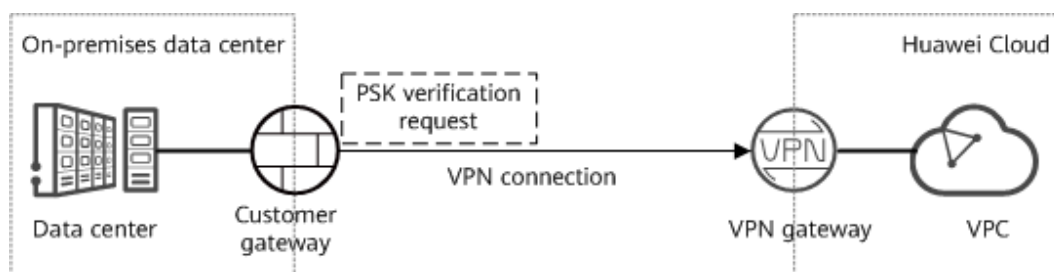 On-premises data center
Huawei Cloud
PSK verification
request
VPN
VPN connection
Data center
Customer
gateway
VPN gateway
VPC